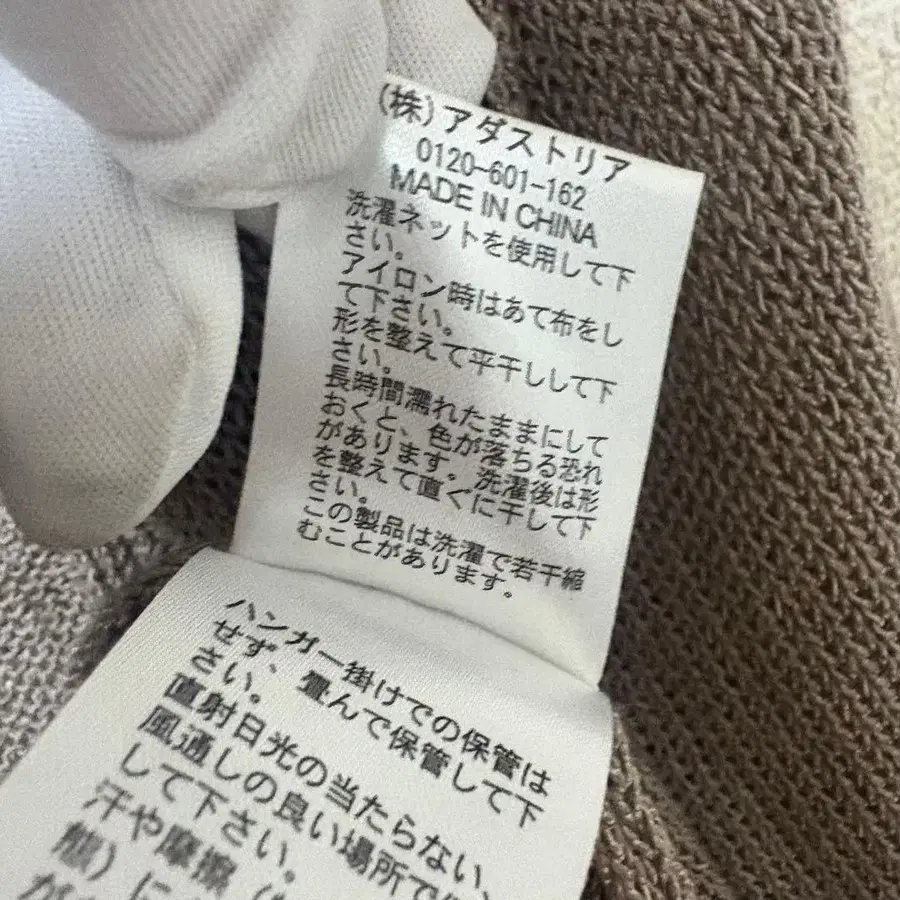 (株)アダストリア
0120-601-162
MADE IN CHINA
洗濯ネットを使用して下
さい。
アイロン時はあて布をし
て下さい。
形を整えて平干しして下
さい。
長時間濡れたままにして
おくと、色が落ちる恐れ
があります。洗濯後は形
を整えて直ぐに干して下
さい。
この製品は洗濯で若干縮
むことがあります。
ハンガー掛けでの保管は
せず、畳んで保管して下
さい。
直射日光の当たらない、
風通しの良い場所で
して下さい。
汗や摩擦(
態)に
が